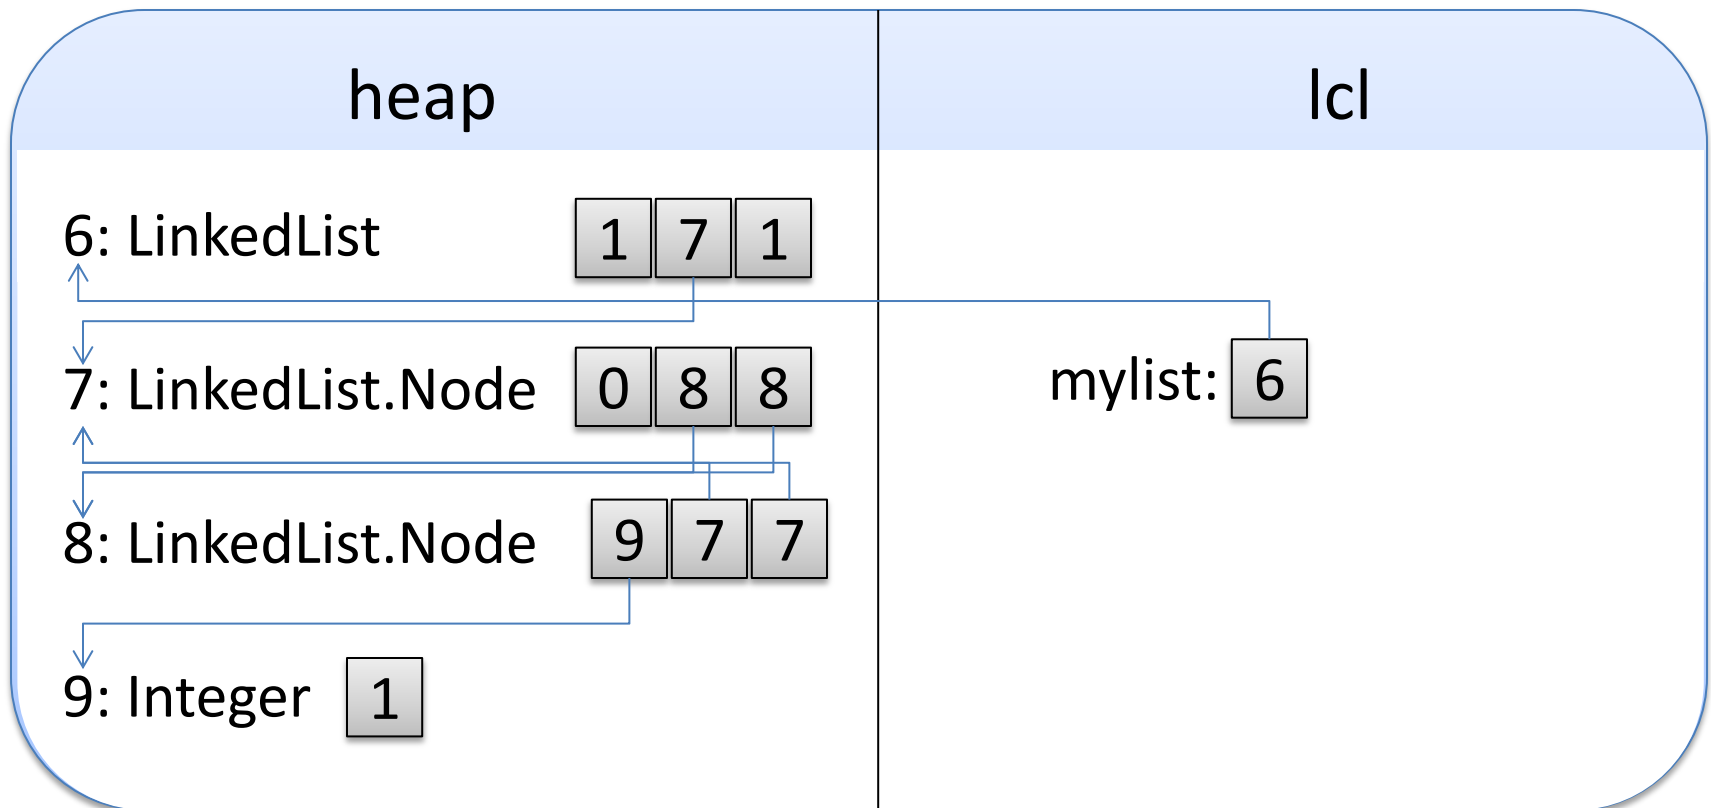 heap lcl
6: LinkedList 1 7 1
7: LinkedList.Node 0 8 8
mylist: 6
8: LinkedList.Node 9 7 7
9: Integer 1